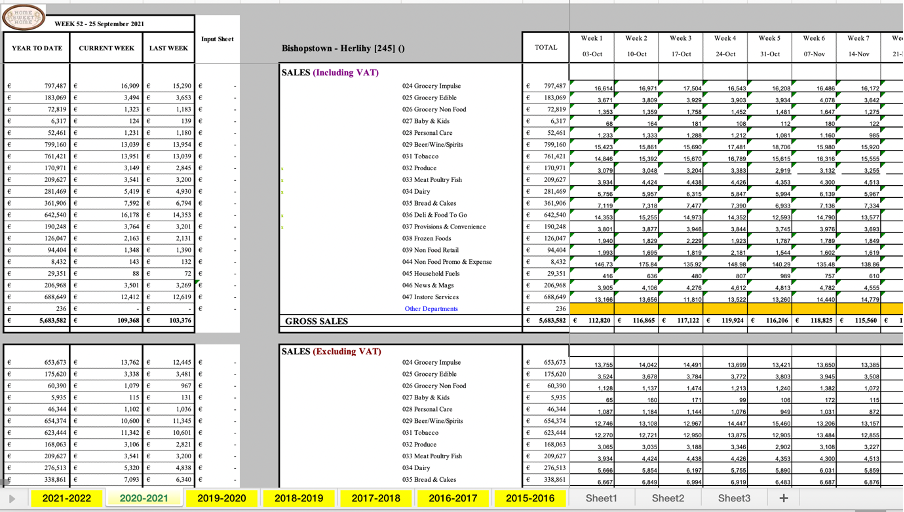 HOME SWEET HOME
WEEK 52 - 25 September 2021
YEAR TO DATE CURRENT WEEK LAST WEEK Input Sheet Bishopstown - Herlihy [245] () TOTAL Week 1 Week 2 Week 3 Week 4 Week 5 Week 6 Week 7
03-Oct 10-Oct 17-Oct 24-Oct 31-Oct 07-Nov 14-Nov 21-
SALES (Including VAT)
€ 797,487 € 16,909 € 15,290 € - 024 Grocery Impulse € 797,487 16,614 16,971 17,504 16,543 16,208 16,486 16,172
€ 183,069 € 3,494 € 3,653 € - 025 Grocery Edible € 183,069 3,671 3,809 3,929 3,903 3,934 4,078 3,642
€ 72,819 € 1,323 € 1,183 € - 026 Grocery Non Food € 72,819 1,353 1,359 1,758 1,452 1,481 1,647 1,275
€ 6,317 € 124 € 139 € - 027 Baby & Kids € 6,317 68 164 181 108 112 180 122
€ 52,461 € 1,231 € 1,180 € - 028 Personal Care € 52,461 1,233 1,333 1,288 1,212 1,081 1,160 985
€ 799,160 € 13,039 € 13,954 € - 029 Beer/Wine/Spirits € 799,160 15,423 15,861 15,690 17,481 18,706 15,980 15,920
€ 761,421 € 13,951 € 13,039 € - 031 Tobacco € 761,421 14,846 15,392 15,670 16,789 15,615 16,316 15,555
€ 170,971 € 3,149 € 2,845 € - 032 Produce € 170,971 3,079 3,048 3,204 3,383 2,919 3,132 3,255
€ 209,627 € 3,541 € 3,200 € - 033 Meat Poultry Fish € 209,627 3,934 4,424 4,438 4,426 4,353 4,300 4,513
€ 281,469 € 5,419 € 4,930 € - 034 Dairy € 281,469 5,756 5,957 6,315 5,847 5,994 6,139 5,967
€ 361,906 € 7,592 € 6,794 € - 035 Bread & Cakes € 361,906 7,119 7,318 7,477 7,390 6,933 7,136 7,334
€ 642,540 € 16,178 € 14,353 € - 036 Deli & Food To Go € 642,540 14,353 15,255 14,973 14,352 12,593 14,790 13,577
€ 190,248 € 3,764 € 3,201 € - 037 Provisions & Convenience € 190,248 3,801 3,877 3,946 3,844 3,745 3,976 3,693
€ 126,047 € 2,163 € 2,131 € - 038 Frozen Foods € 126,047 1,940 1,829 2,229 1,923 1,787 1,789 1,849
€ 94,404 € 1,348 € 1,390 € - 039 Non Food Retail € 94,404 1,993 1,695 1,819 2,181 1,544 1,602 1,619
€ 8,432 € 143 € 132 € - 044 Non Food Promo & Expense € 8,432 146.73 175.84 135.92 148.98 140.29 135.48 138.86
€ 29,351 € 88 € 72 € - 045 Household Fuels € 29,351 416 636 480 807 989 757 610
€ 206,968 € 3,501 € 3,269 € - 046 News & Mags € 206,968 3,905 4,106 4,276 4,612 4,813 4,782 4,555
€ 688,649 € 12,412 € 12,619 € - 047 Instore Services € 688,649 13,166 13,656 11,810 13,522 13,260 14,440 14,779
€ 236 € - € - € - Other Departments € 236
€ 5,683,582 € 109,368 € 103,376 GROSS SALES € 5,683,582 € 112,820 € 116,865 € 117,122 € 119,924 € 116,206 € 118,825 € 115,560 € 1
SALES (Excluding VAT)
€ 653,673 € 13,762 € 12,445 € - 024 Grocery Impulse € 653,673 13,755 14,042 14,491 13,699 13,421 13,650 13,385
€ 175,620 € 3,338 € 3,481 € - 025 Grocery Edible € 175,620 3,524 3,678 3,784 3,772 3,803 3,945 3,508
€ 60,390 € 1,079 € 967 € - 026 Grocery Non Food € 60,390 1,128 1,137 1,474 1,213 1,240 1,382 1,072
€ 5,935 € 115 € 131 € - 027 Baby & Kids € 5,935 65 160 171 99 106 172 115
€ 46,344 € 1,102 € 1,036 € - 028 Personal Care € 46,344 1,087 1,184 1,144 1,076 949 1,031 872
€ 654,374 € 10,600 € 11,345 € - 029 Beer/Wine/Spirits € 654,374 12,746 13,108 12,967 14,447 15,460 13,206 13,157
€ 623,444 € 11,342 € 10,601 € - 031 Tobacco € 623,444 12,270 12,721 12,950 13,875 12,905 13,484 12,855
€ 168,063 € 3,106 € 2,821 € - 032 Produce € 168,063 3,065 3,035 3,188 3,346 2,902 3,108 3,227
€ 209,627 € 3,541 € 3,200 € - 033 Meat Poultry Fish € 209,627 3,934 4,424 4,438 4,426 4,353 4,300 4,513
€ 276,513 € 5,320 € 4,838 € - 034 Dairy € 276,513 5,666 5,854 6,197 5,755 5,890 6,031 5,859
€ 338,861 € 7,093 € 6,340 € - 035 Bread & Cakes € 338,861 6,667 6,849 6,994 6,919 6,483 6,687 6,876
2021-2022 2020-2021 2019-2020 2018-2019 2017-2018 2016-2017 2015-2016 Sheet1 Sheet2 Sheet3 +